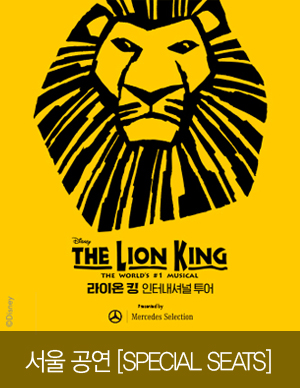 Disney
THE LION KING
THE WORLD'S #1 MUSICAL
라이온 킹 인터내셔널 투어
Presented by
Mercedes Selection
©Disney
서울 공연 [SPECIAL SEATS]